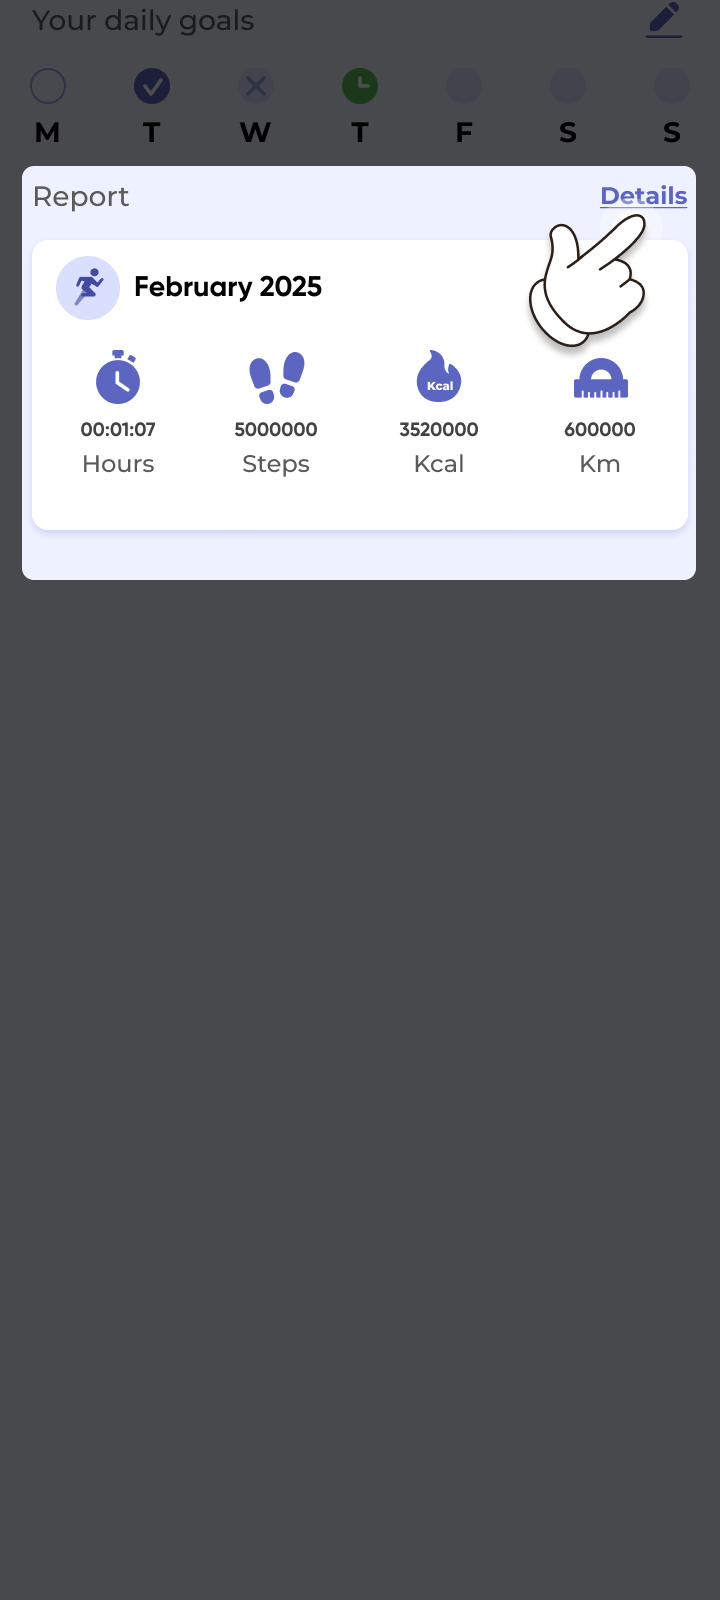 Your daily goals
M T W T F S S
Report Details
February 2025
Kcal
00:01:07 5000000 3520000 600000
Hours Steps Kcal Km